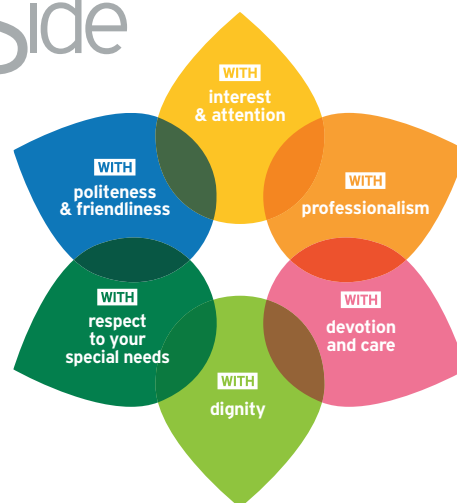 Side
WITH
interest
& attention
WITH
politeness
& friendliness
WITH
professionalism
WITH
respect
to your
special needs
WITH
devotion
and care
WITH
dignity